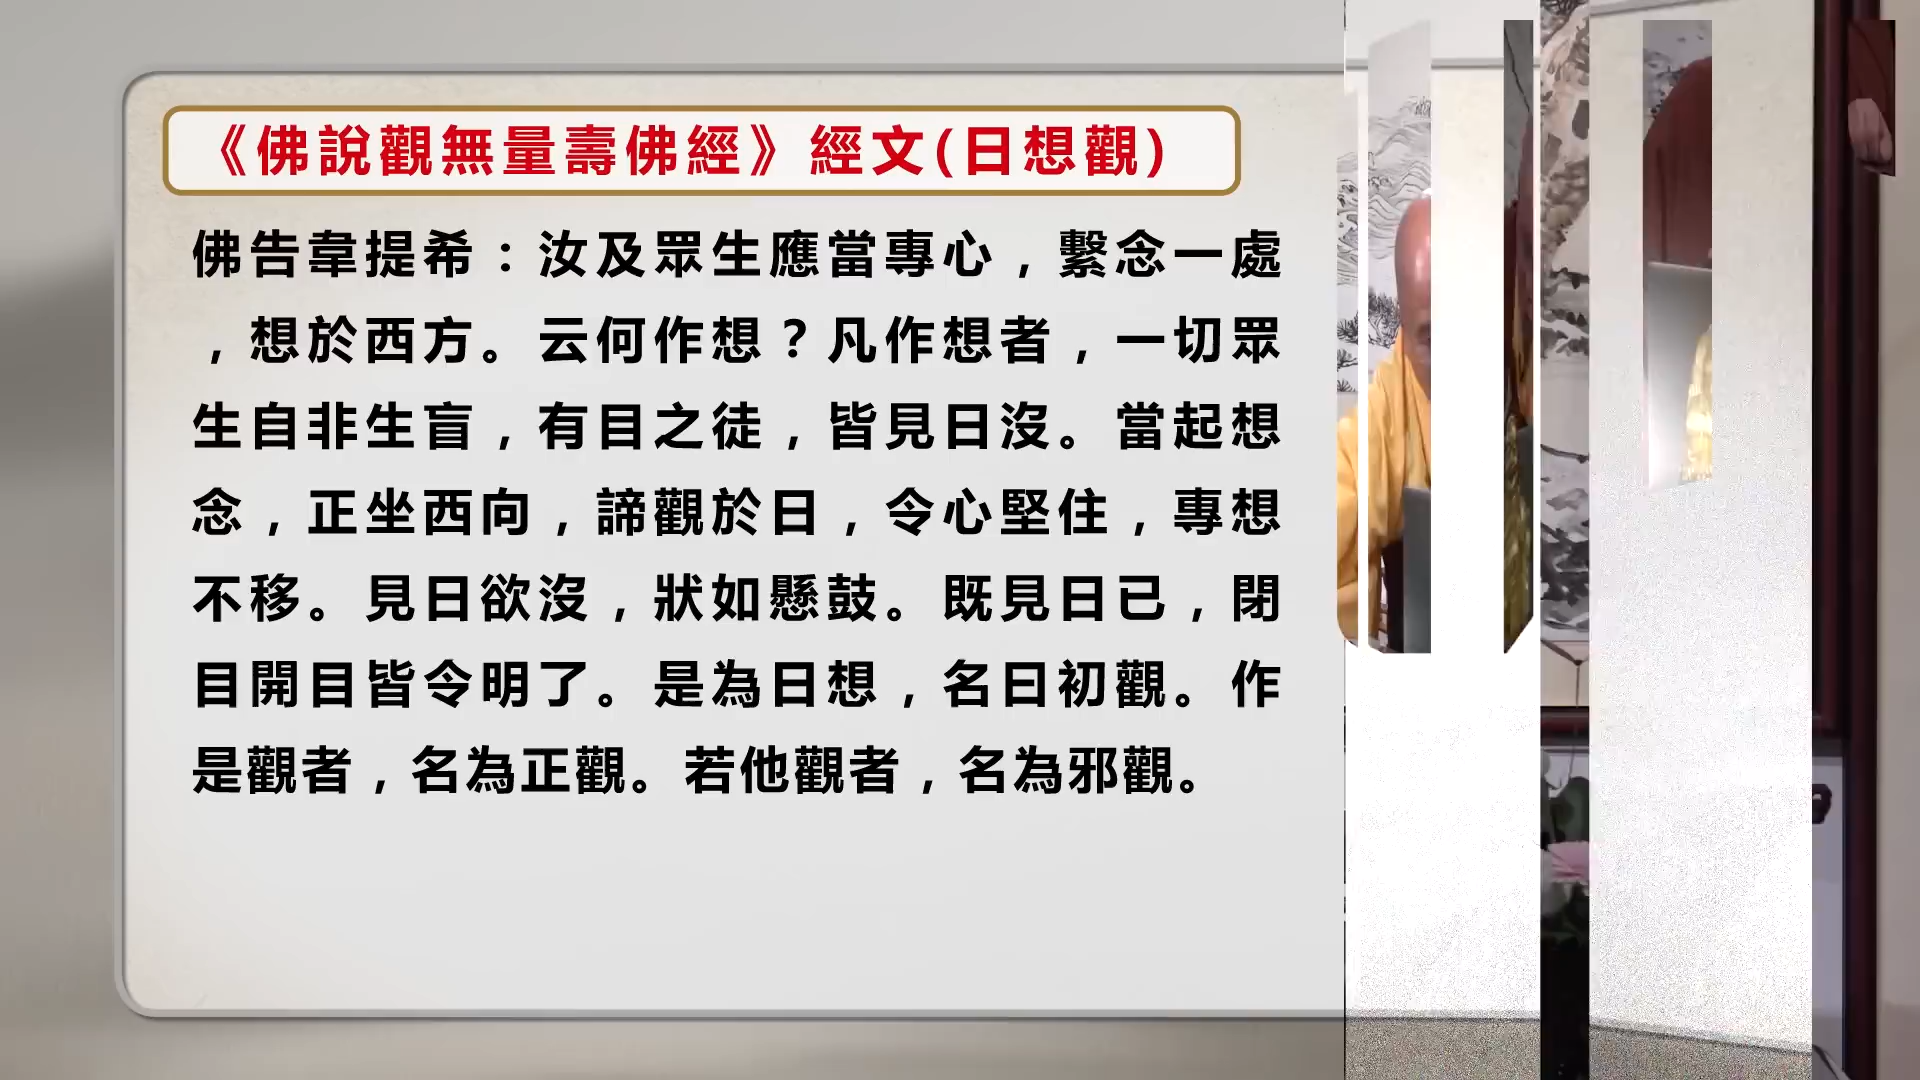 《佛說觀無量壽佛經》經文(日想觀)
佛告韋提希：汝及眾生應當專心，繫念一處
，想於西方。云何作想？凡作想者，一切眾
生自非生盲，有目之徒，皆見日沒。當起想
念，正坐西向，諦觀於日，令心堅住，專想
不移。見日欲沒，狀如懸鼓。既見日已，閉
目開目皆令明了。是為日想，名曰初觀。作
是觀者，名為正觀。若他觀者，名為邪觀。